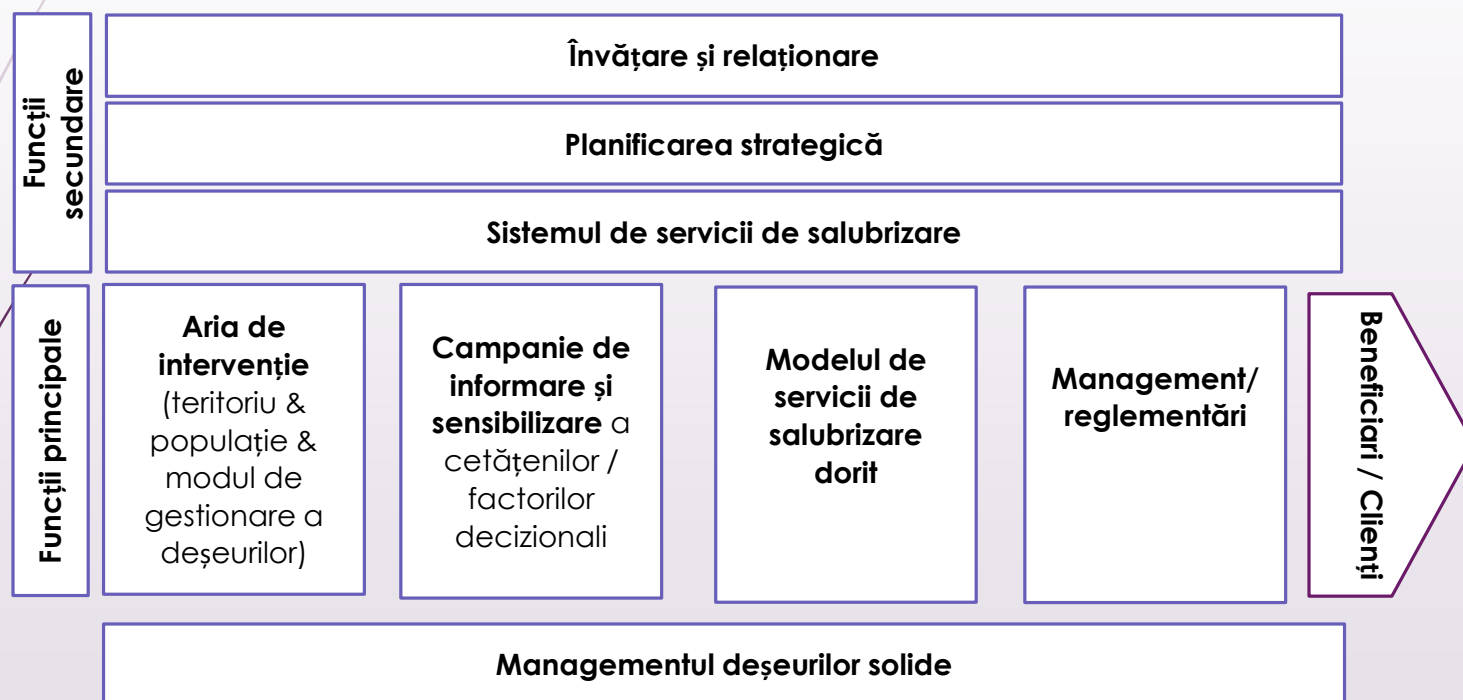 Funcții
secundare
Învățare și relaționare
Planificarea strategică
Sistemul de servicii de salubrizare
Funcții principale
Aria de
intervenție
(teritoriu &
populație &
modul de
gestionare a
deșeurilor)
Campanie de
informare și
sensibilizare a
cetățenilor /
factorilor
decizionali
Modelul de
servicii de
salubrizare
dorit
Management/
reglementări
Beneficiari / Clienți
Managementul deșeurilor solide